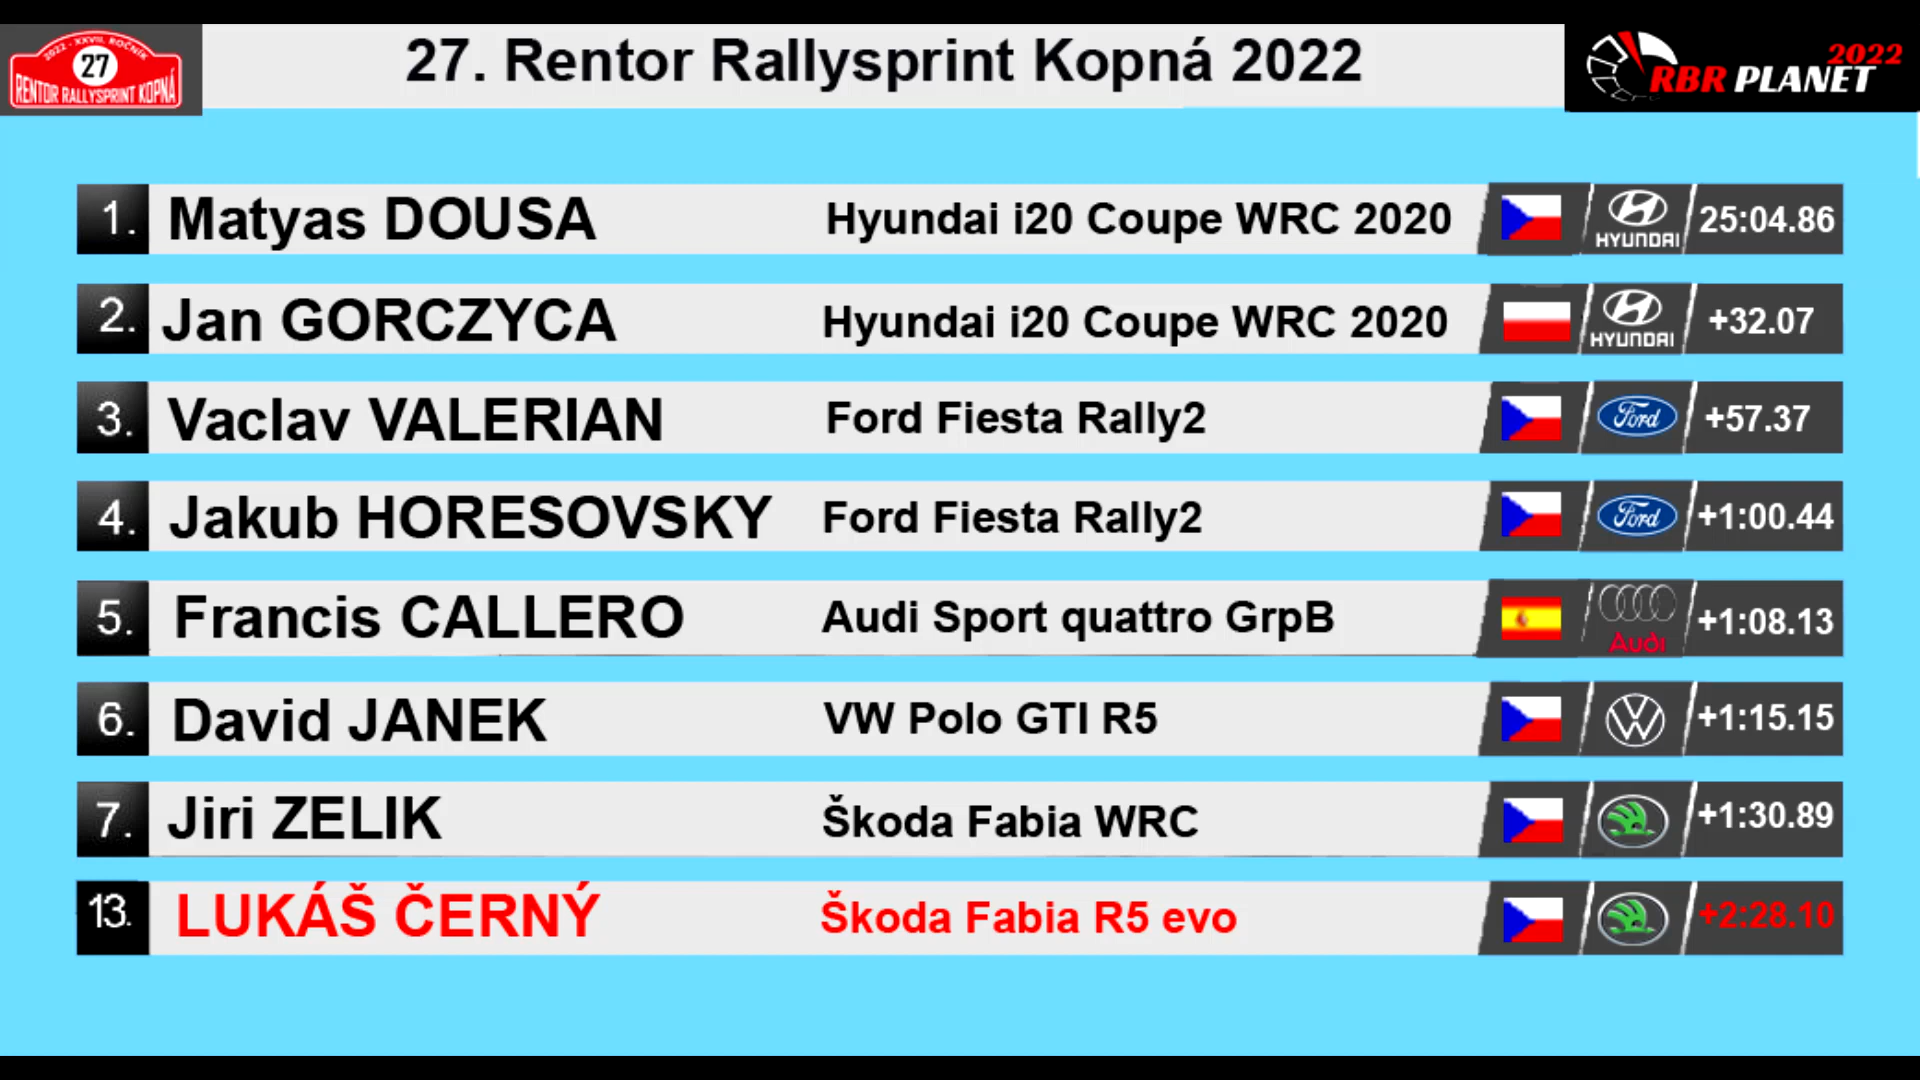 2022 - XXVII. ROČNÍK
27
RENTOR RALLYSPRINT KOPNÁ
27. Rentor Rallysprint Kopná 2022
2022
RBR PLANET
1. Matyas DOUSA Hyundai i20 Coupe WRC 2020 HYUNDAI 25:04.86
2. Jan GORCZYCA Hyundai i20 Coupe WRC 2020 HYUNDAI +32.07
3. Vaclav VALERIAN Ford Fiesta Rally2 Ford +57.37
4. Jakub HORESOVSKY Ford Fiesta Rally2 Ford +1:00.44
5. Francis CALLERO Audi Sport quattro GrpB Audi +1:08.13
6. David JANEK VW Polo GTI R5 +1:15.15
7. Jiri ZELIK Škoda Fabia WRC +1:30.89
13. LUKÁŠ ČERNÝ Škoda Fabia R5 evo +2:28.10